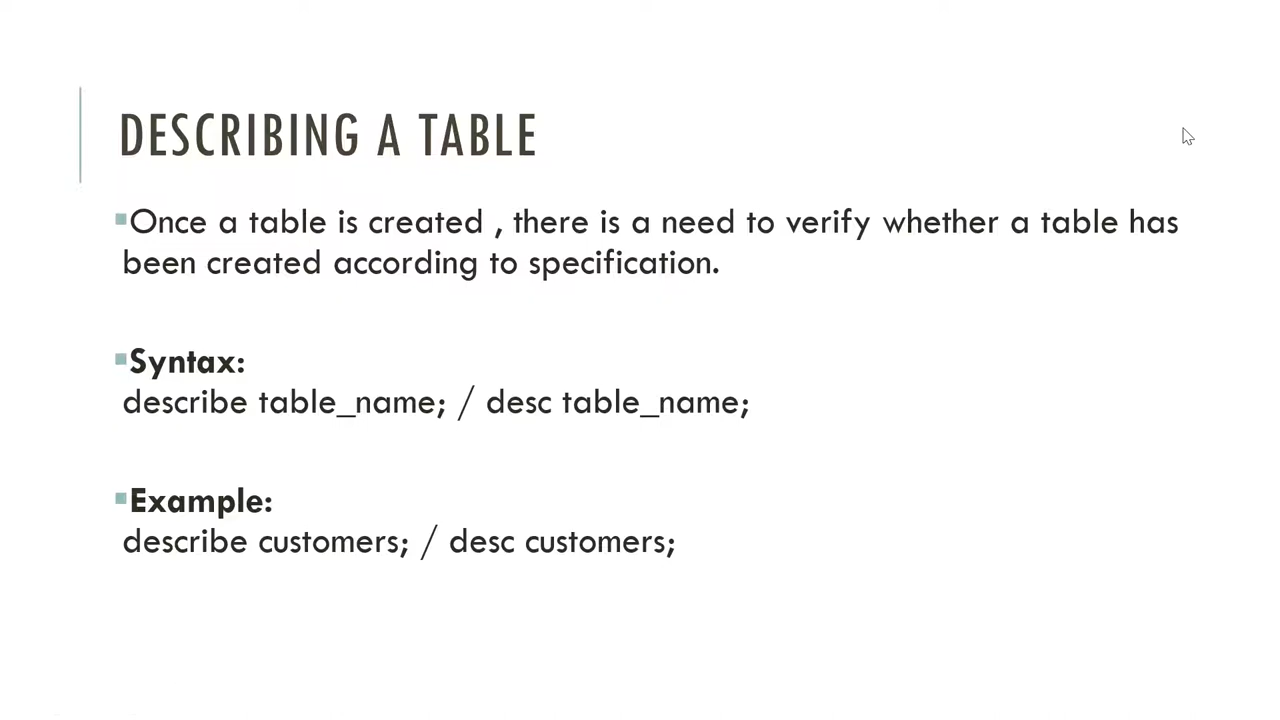 DESCRIBING A TABLE
Once a table is created , there is a need to verify whether a table has
been created according to specification.
Syntax:
describe table_name; / desc table_name;
Example:
describe customers; / desc customers;